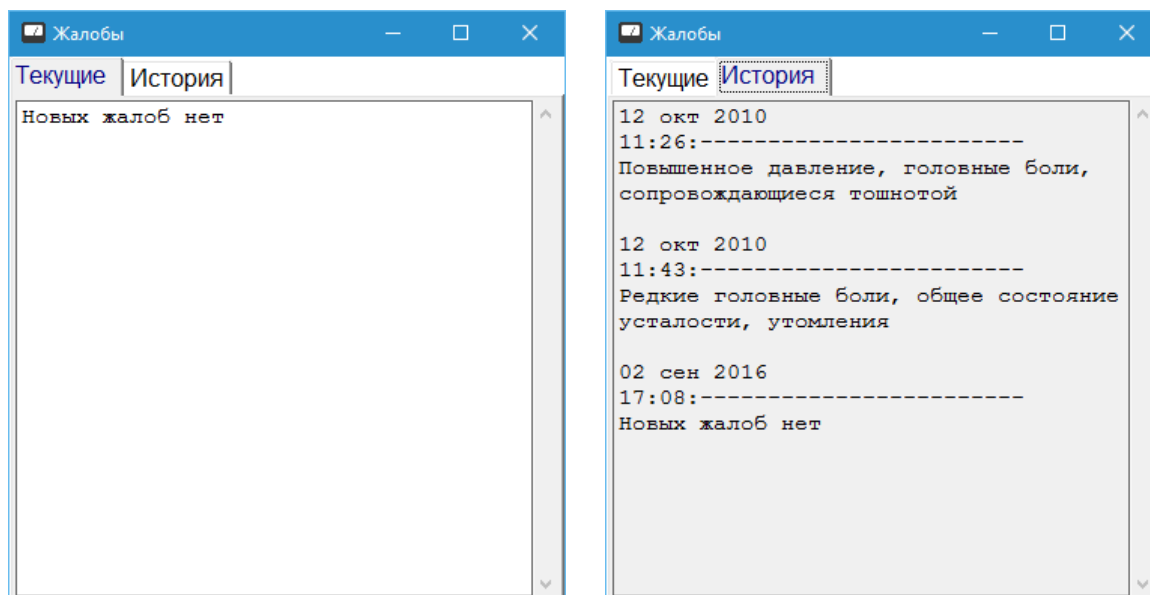 Жалобы
Текущие История
Новых жалоб нет
Жалобы
Текущие История
12 окт 2010
11:26:------------------------
Повышенное давление, головные боли,
сопровождающиеся тошнотой
12 окт 2010
11:43:------------------------
Редкие головные боли, общее состояние
усталости, утомления
02 сен 2016
17:08:------------------------
Новых жалоб нет